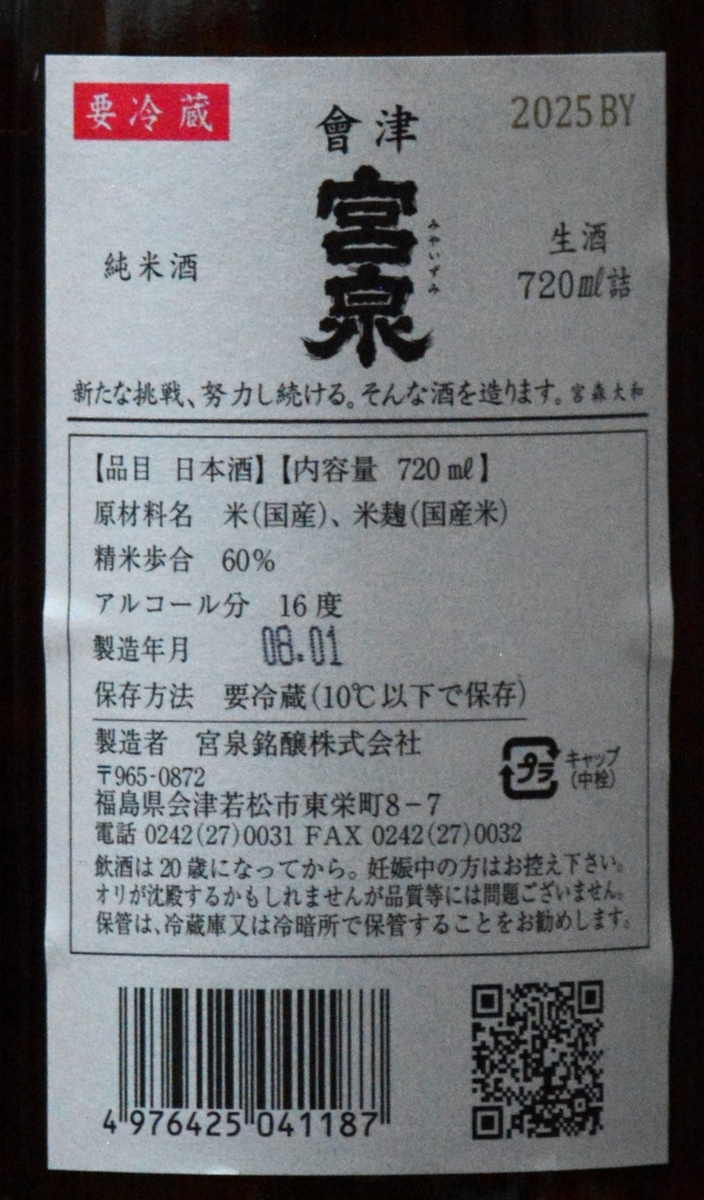 要冷蔵
2025BY
會津
宮泉
みやいずみ
純米酒
生酒
720㎖詰
新たな挑戦、努力し続ける。そんな酒を造ります。宮森大和
【品目 日本酒】【内容量 720㎖】
原材料名 米(国産)、米麹(国産米)
精米歩合 60%
アルコール分 16度
製造年月 08.01
保存方法 要冷蔵(10℃以下で保存)
製造者 宮泉銘醸株式会社
〒965-0872
福島県会津若松市東栄町8-7
電話 0242(27)0031 FAX 0242(27)0032
プラ
キャップ
(中栓)
飲酒は20歳になってから。妊娠中の方はお控え下さい。
オリが沈殿するかもしれませんが品質等には問題ございません。
保管は、冷蔵庫又は冷暗所で保管することをお勧めします。
4 976425 041187